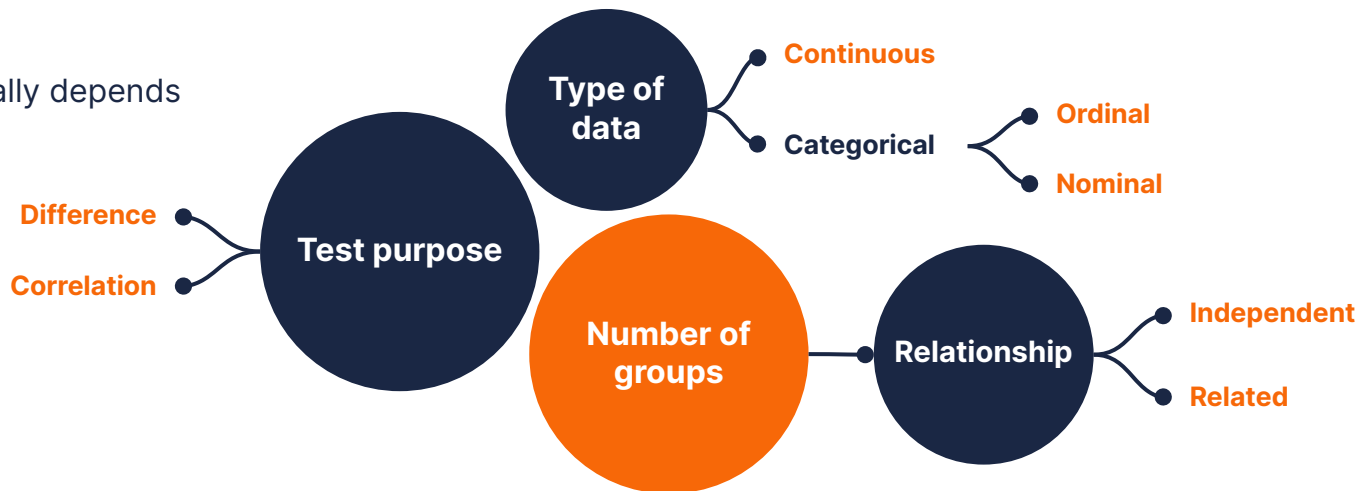 ally depends
Type of
data
Continuous
Categorical
Ordinal
Nominal
Test purpose
Difference
Correlation
Number of
groups
Relationship
Independent
Related